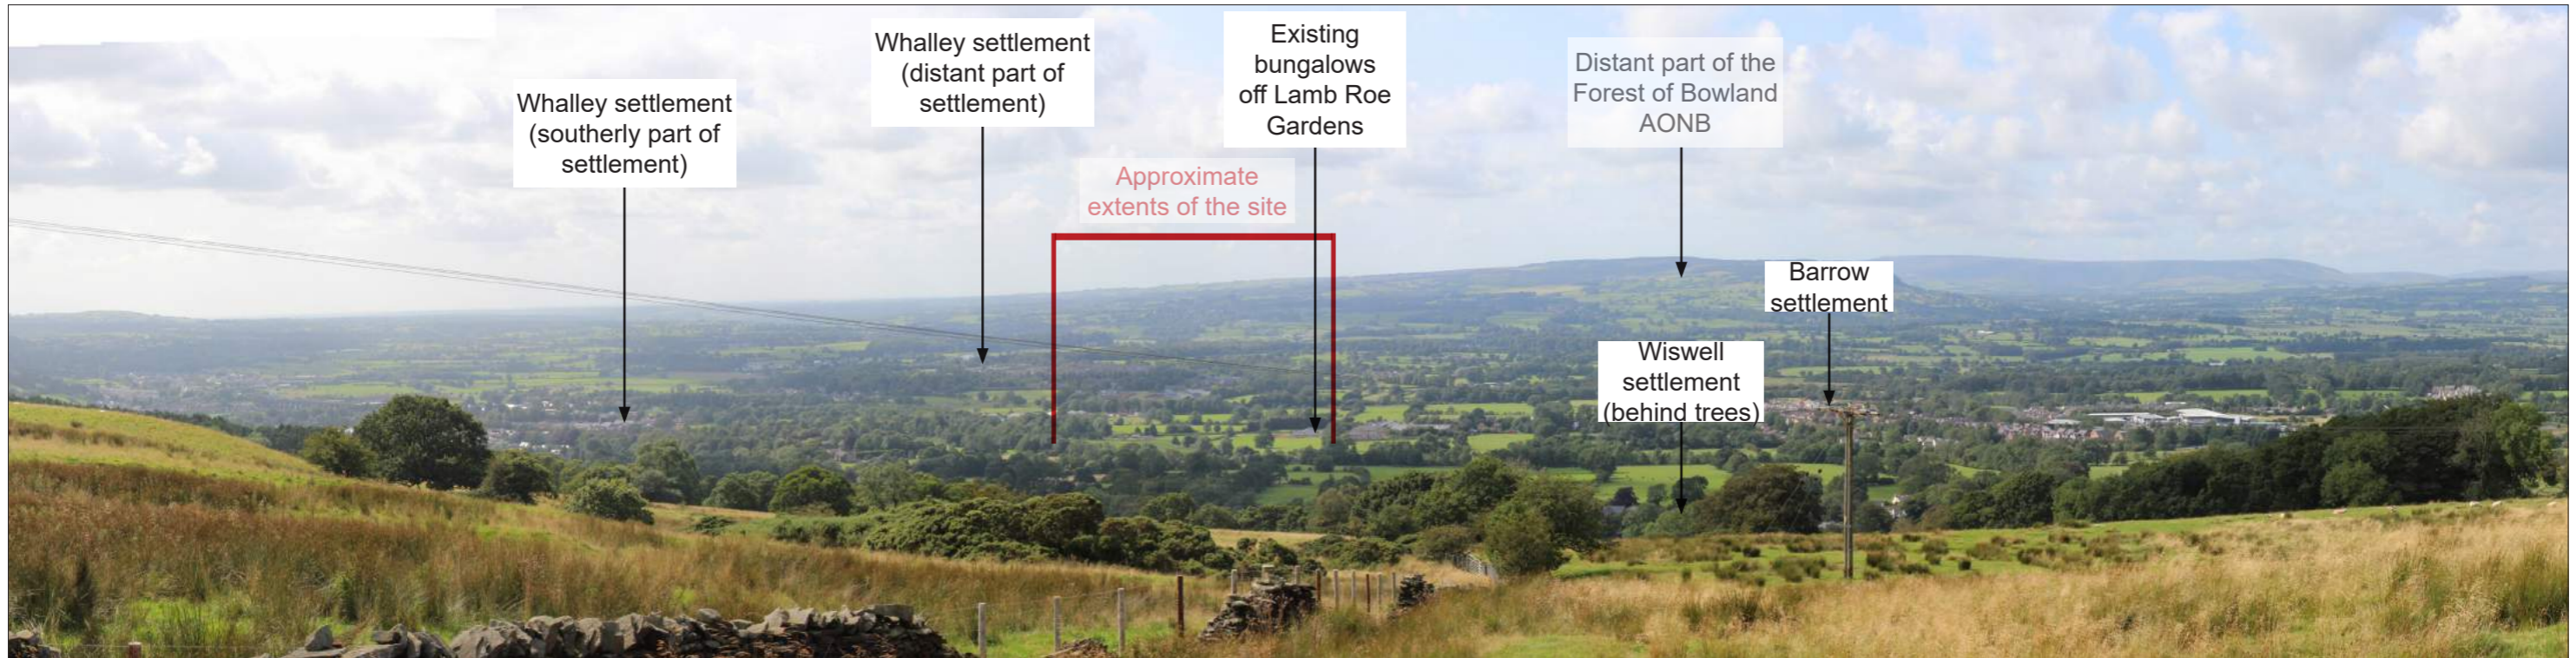 Whalley settlement
(southerly part of
settlement)
Whalley settlement
(distant part of
settlement)
Approximate
extents of the site
Existing
bungalows
off Lamb Roe
Gardens
Distant part of the
Forest of Bowland
AONB
Wiswell
settlement
(behind trees)
Barrow
settlement